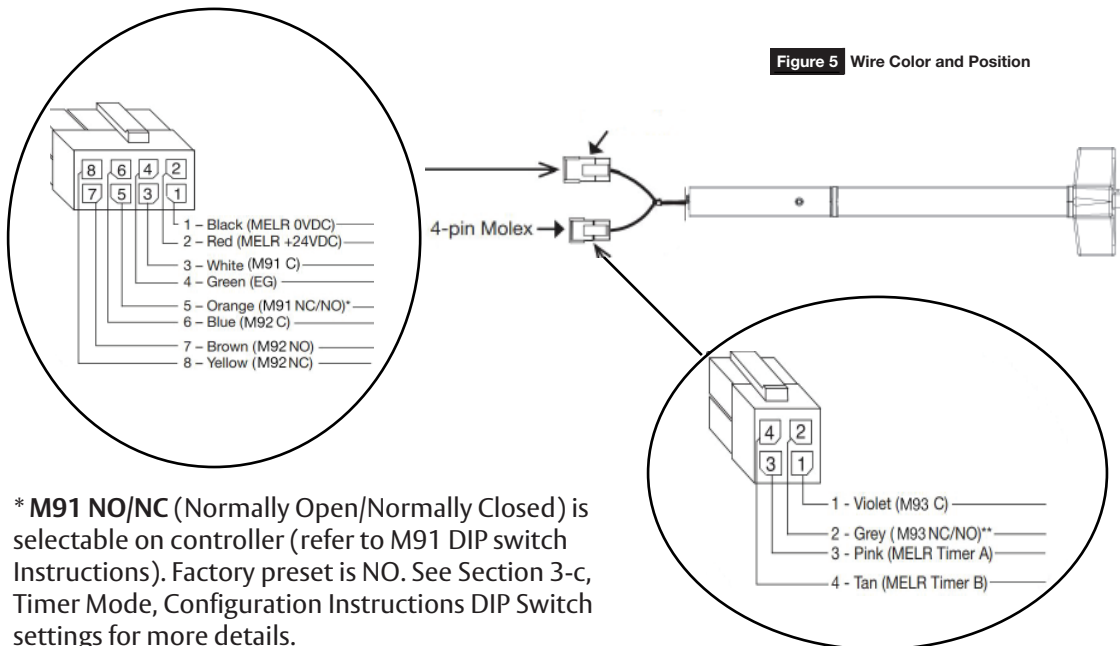 Figure 5 Wire Color and Position
8 6 4 2
7 5 3 1
1 – Black (MELR 0VDC)
2 – Red (MELR +24VDC)
3 – White (M91 C)
4 – Green (EG)
5 – Orange (M91 NC/NO)*
6 – Blue (M92 C)
7 – Brown (M92 NO)
8 – Yellow (M92 NC)
4-pin Molex
4 2
3 1
1 - Violet (M93 C)
2 - Grey (M93 NC/NO)**
3 - Pink (MELR Timer A)
4 - Tan (MELR Timer B)
* M91 NO/NC (Normally Open/Normally Closed) is
selectable on controller (refer to M91 DIP switch
Instructions). Factory preset is NO. See Section 3-c,
Timer Mode, Configuration Instructions DIP Switch
settings for more details.